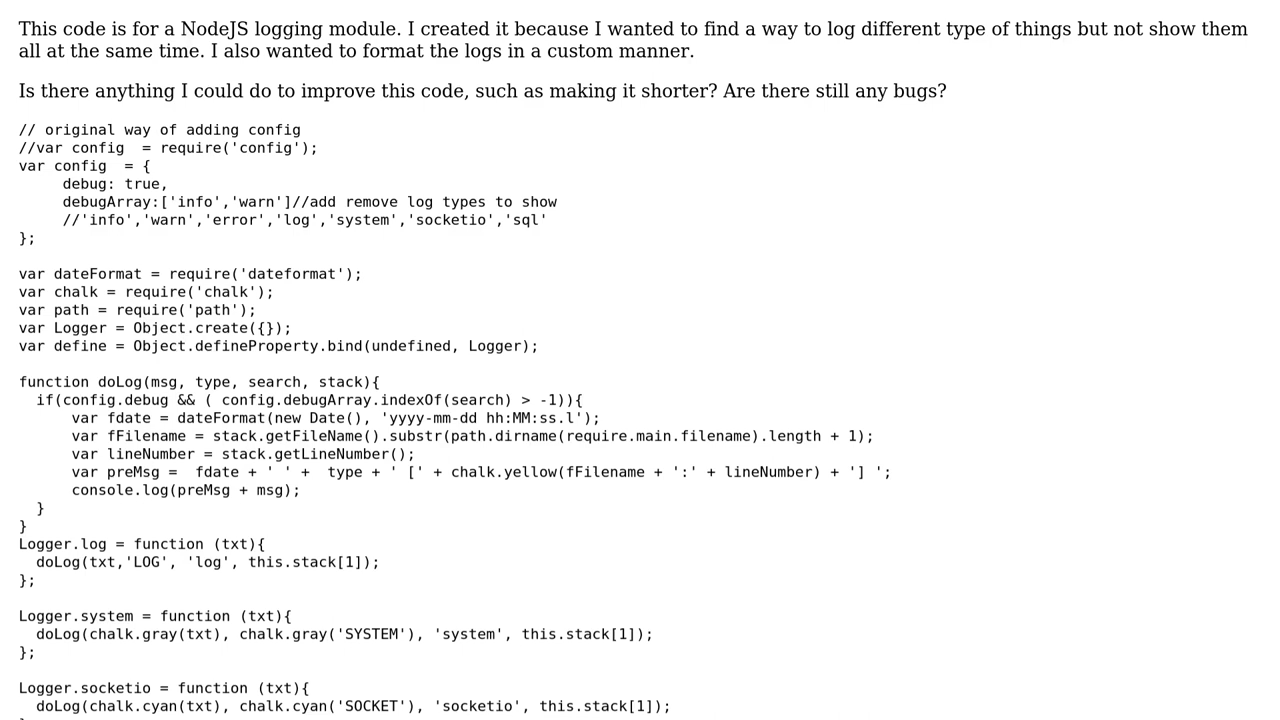 This code is for a NodeJS logging module. I created it because I wanted to find a way to log different type of things but not show them
all at the same time. I also wanted to format the logs in a custom manner.
Is there anything I could do to improve this code, such as making it shorter? Are there still any bugs?
// original way of adding config
//var config  = require('config');
var config  = {
     debug: true,
     debugArray:['info','warn']//add remove log types to show
     //'info','warn','error','log','system','socketio','sql'
};
var dateFormat = require('dateformat');
var chalk = require('chalk');
var path = require('path');
var Logger = Object.create({});
var define = Object.defineProperty.bind(undefined, Logger);
function doLog(msg, type, search, stack){
  if(config.debug && ( config.debugArray.indexOf(search) > -1)){
      var fdate = dateFormat(new Date(), 'yyyy-mm-dd hh:MM:ss.l');
      var fFilename = stack.getFileName().substr(path.dirname(require.main.filename).length + 1);
      var lineNumber = stack.getLineNumber();
      var preMsg =  fdate + ' ' +  type + ' [' + chalk.yellow(fFilename + ':' + lineNumber) + '] ';
      console.log(preMsg + msg);
  }
}
Logger.log = function (txt){
  doLog(txt,'LOG', 'log', this.stack[1]);
};
Logger.system = function (txt){
  doLog(chalk.gray(txt), chalk.gray('SYSTEM'), 'system', this.stack[1]);
};
Logger.socketio = function (txt){
  doLog(chalk.cyan(txt), chalk.cyan('SOCKET'), 'socketio', this.stack[1]);